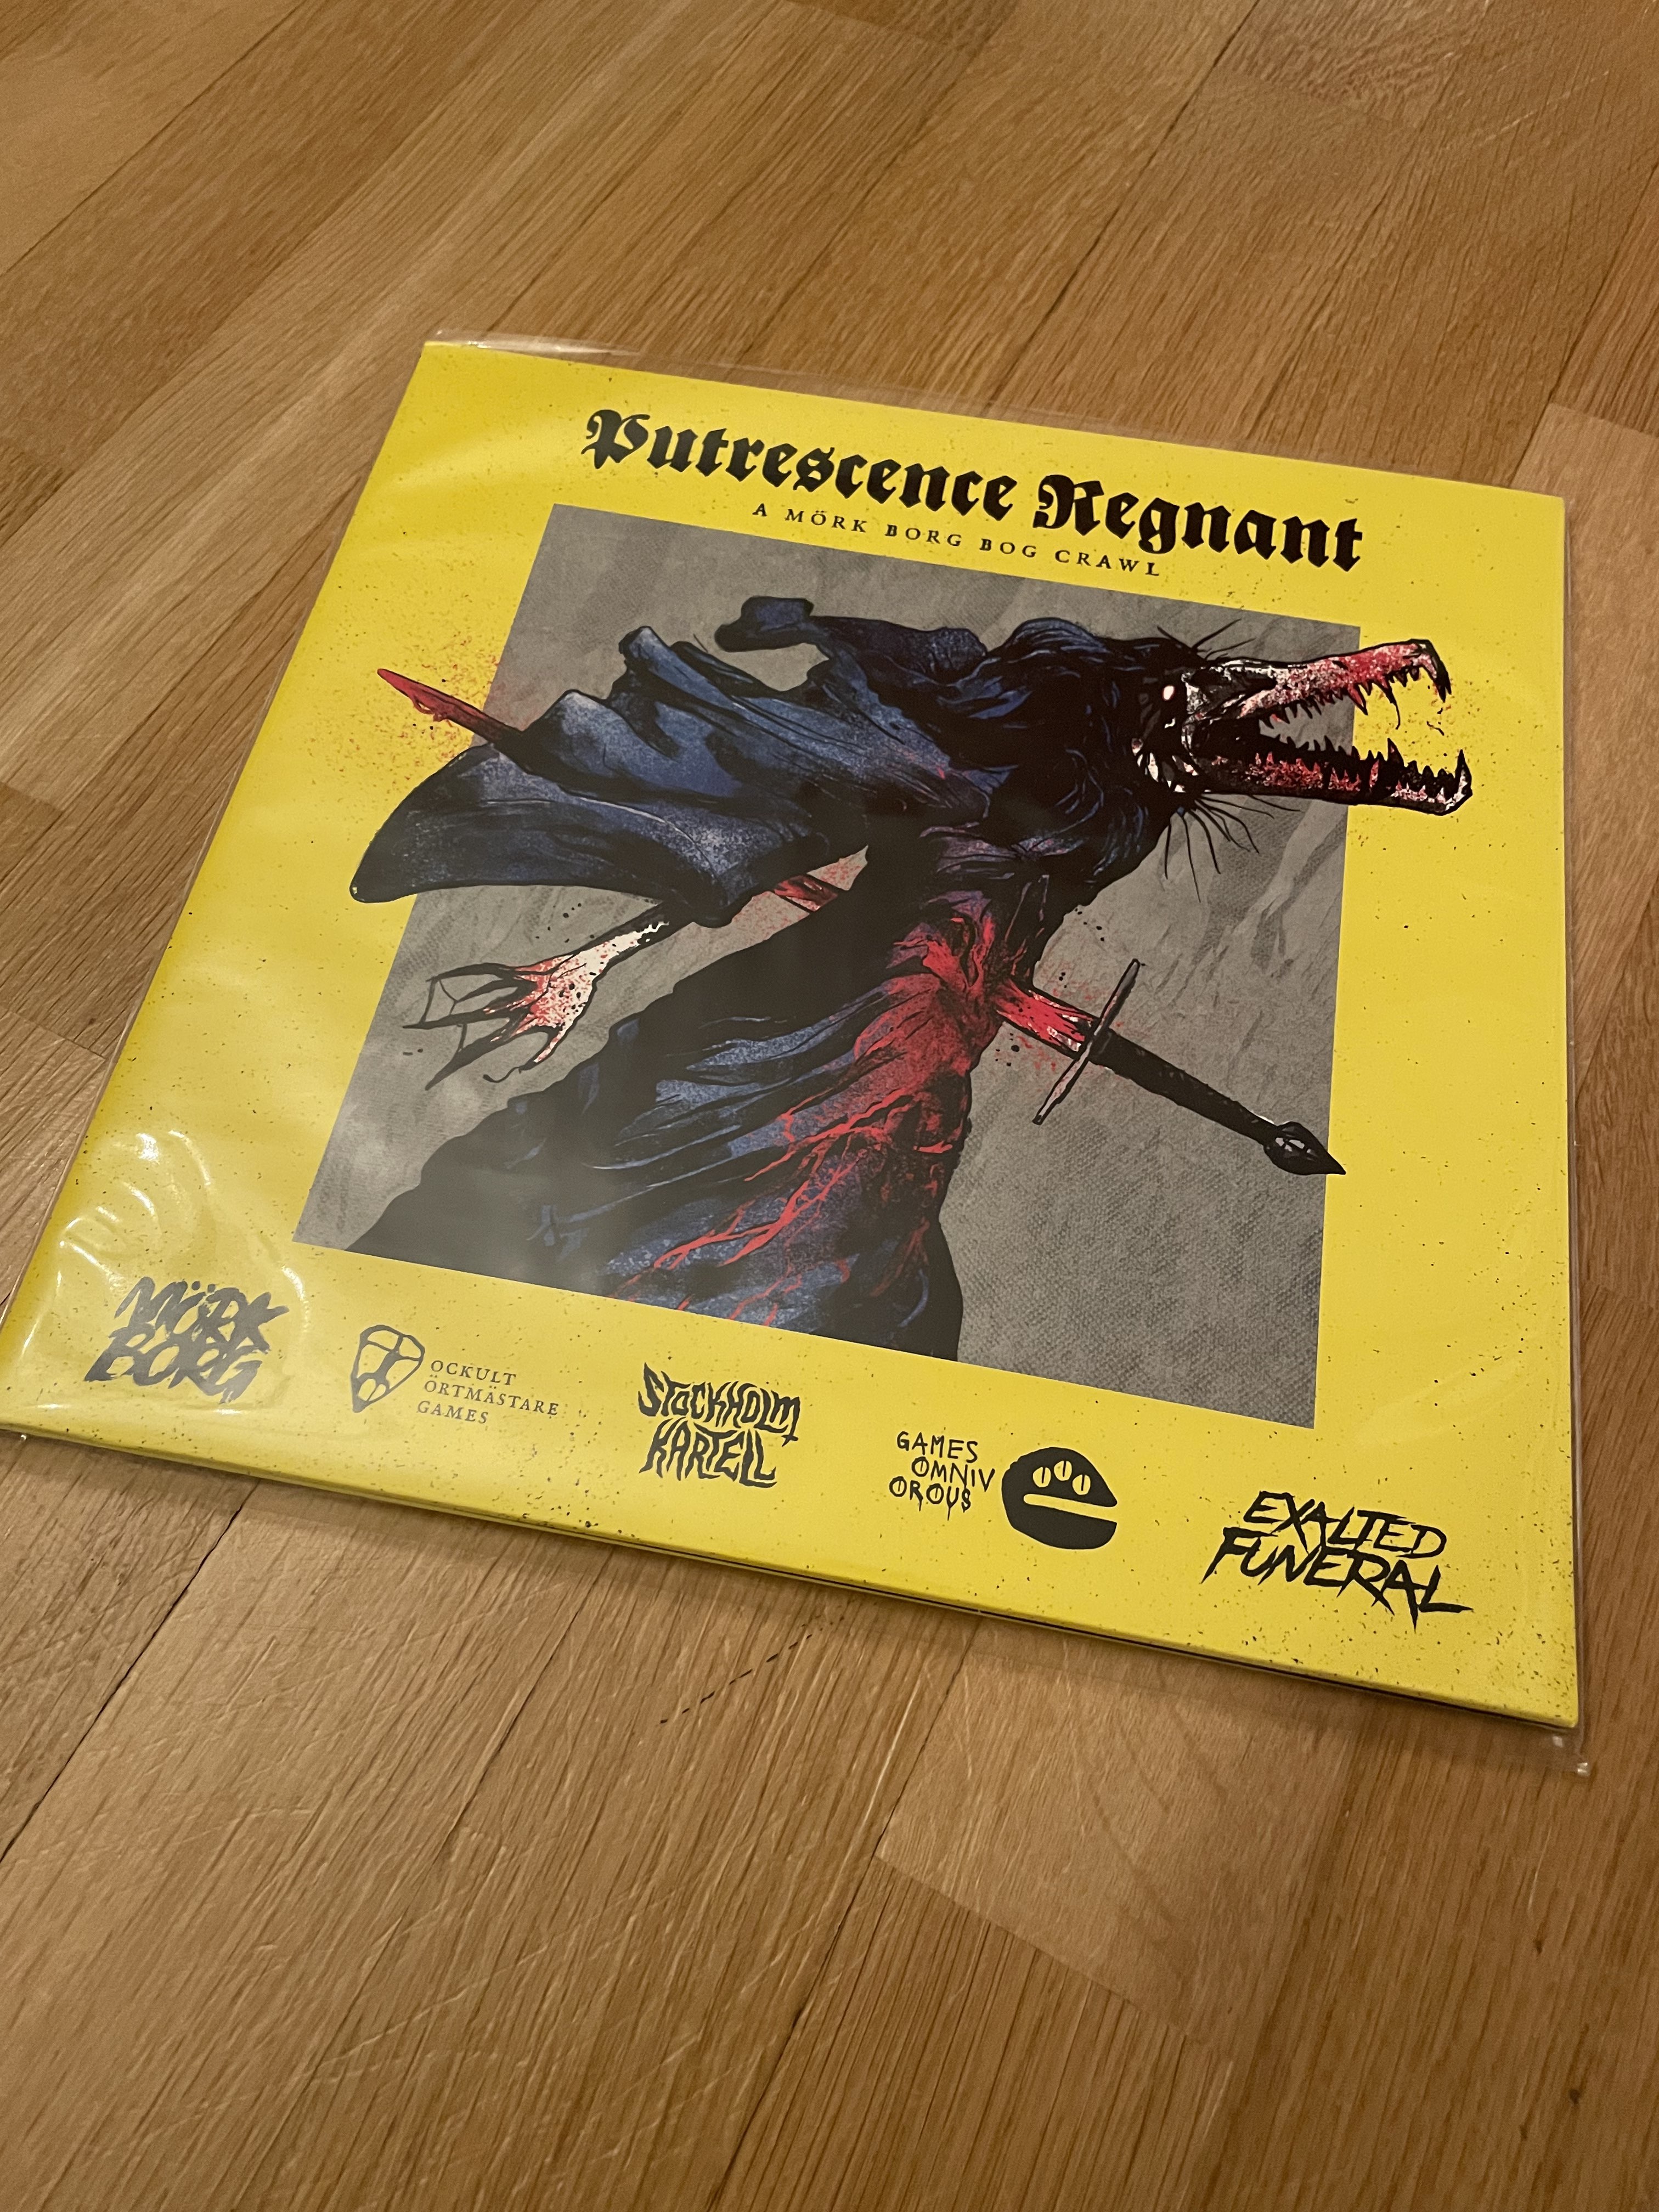 Putrescence Regnant
A MÖRK BORG BOG CRAWL
MÖRK
BORG
OCKULT
ÖRTMÄSTARE
GAMES
STOCKHOLM
KARTELL
GAMES
OMNIV
OROUS
EXALTED
FUNERAL